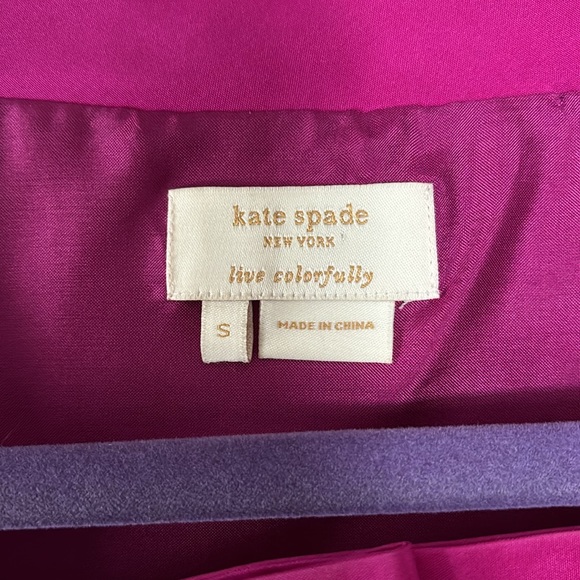 kate spade
NEW YORK
live colorfully
S
MADE IN CHINA